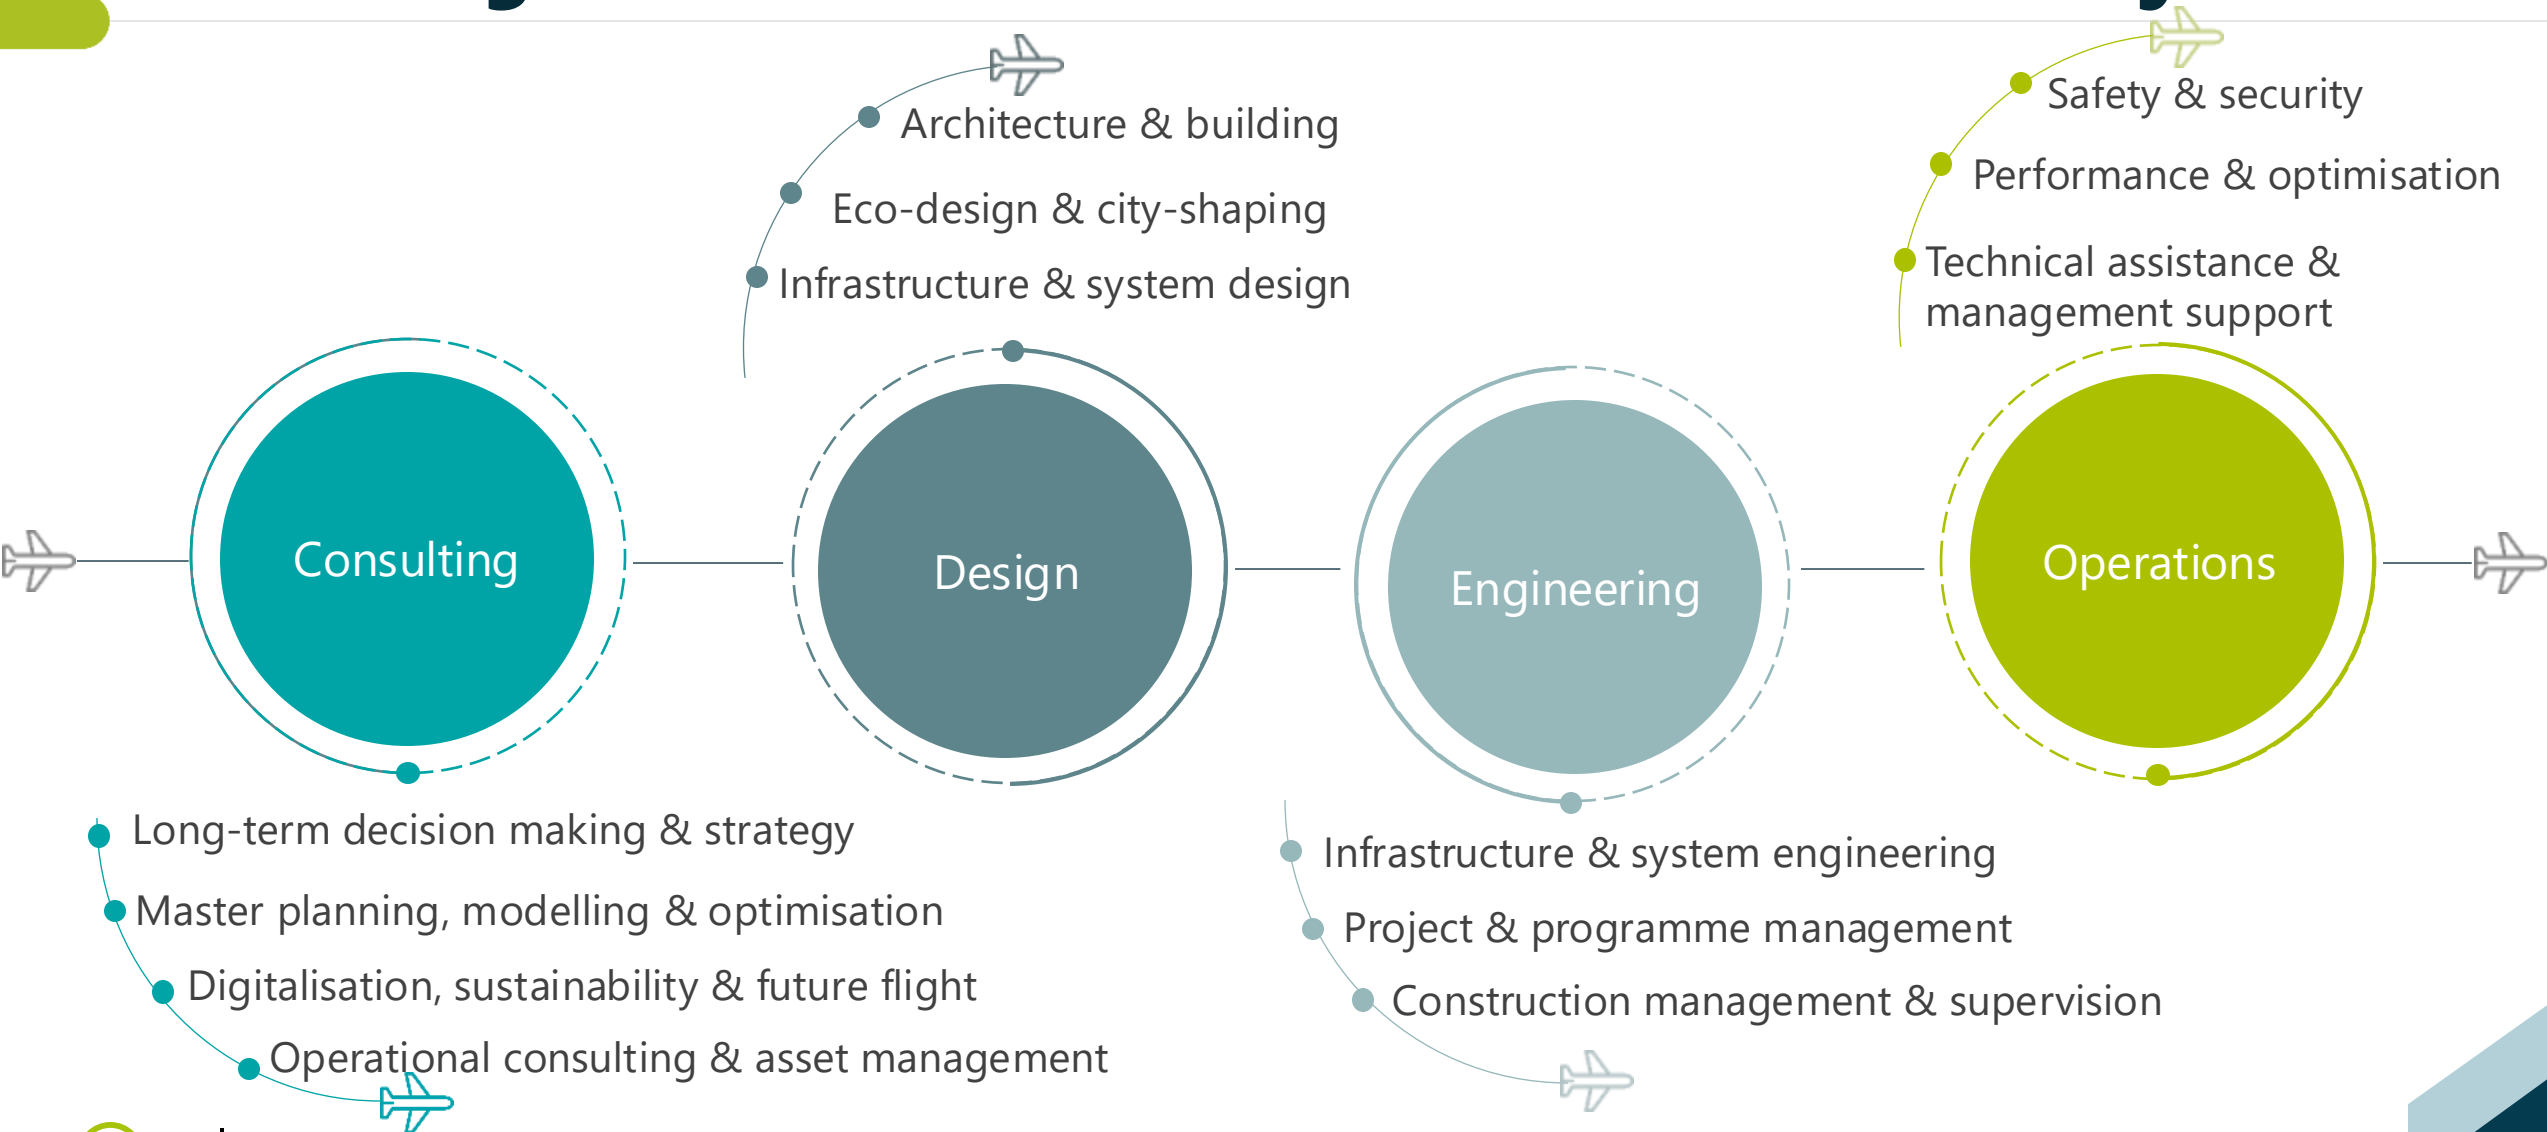 Architecture & building
Eco-design & city-shaping
Infrastructure & system design
Safety & security
Performance & optimisation
Technical assistance &
management support
Consulting
Design
Engineering
Operations
Long-term decision making & strategy
Master planning, modelling & optimisation
Digitalisation, sustainability & future flight
Operational consulting & asset management
Infrastructure & system engineering
Project & programme management
Construction management & supervision